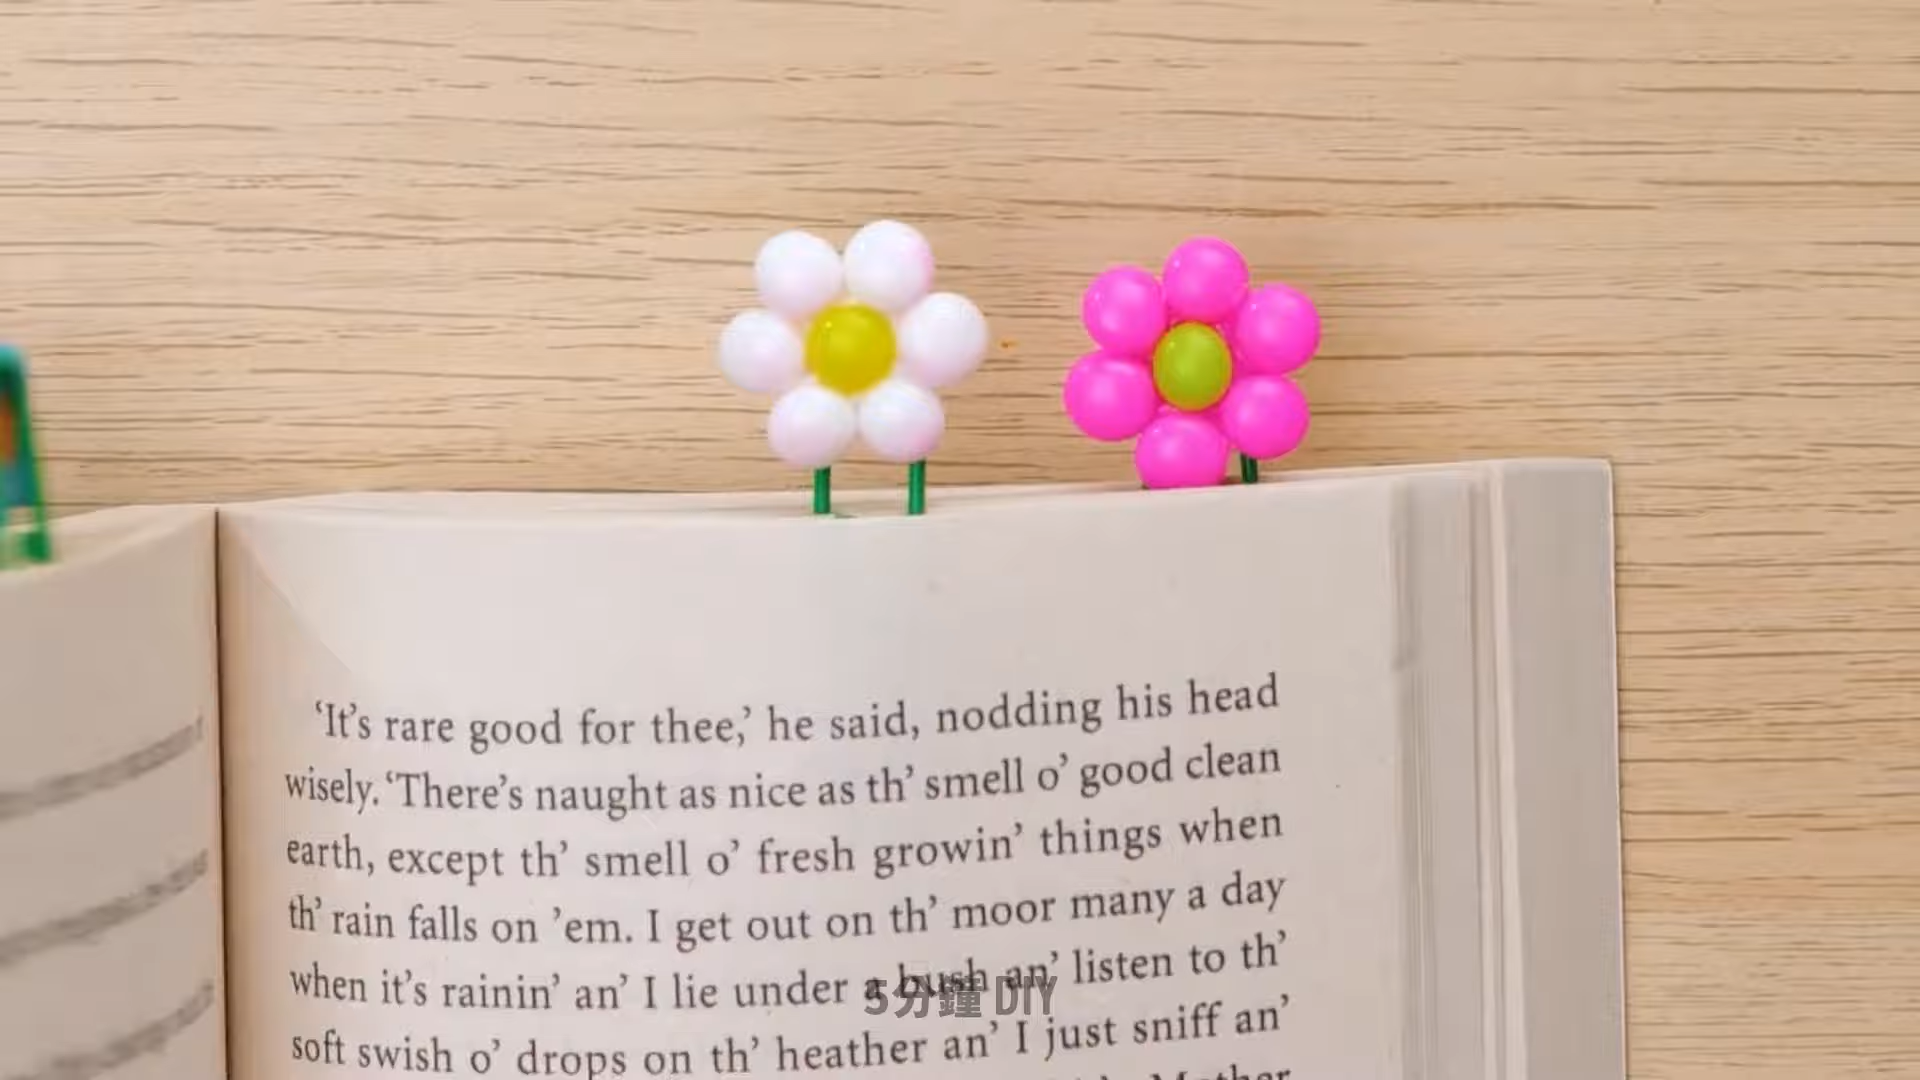 ‘It’s rare good for thee,’ he said, nodding his head
wisely. ‘There’s naught as nice as th’ smell o’ good clean
earth, except th’ smell o’ fresh growin’ things when
th’ rain falls on ’em. I get out on th’ moor many a day
when it’s rainin’ an’ I lie under a bush an’ listen to th’
soft swish o’ drops on th’ heather an’ I just sniff an’
Mother
5分鐘 DIY